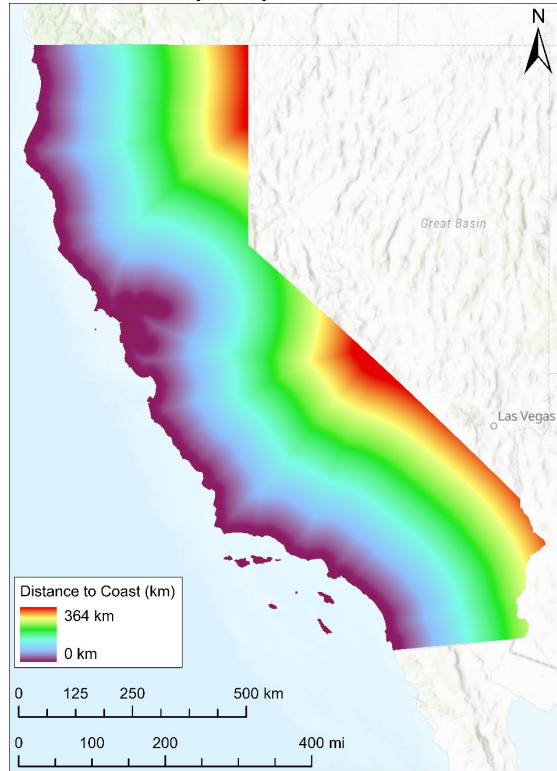 N
Great Basin
Las Vegas
Distance to Coast (km)
364 km
0 km
0 125 250 500 km
0 100 200 400 mi